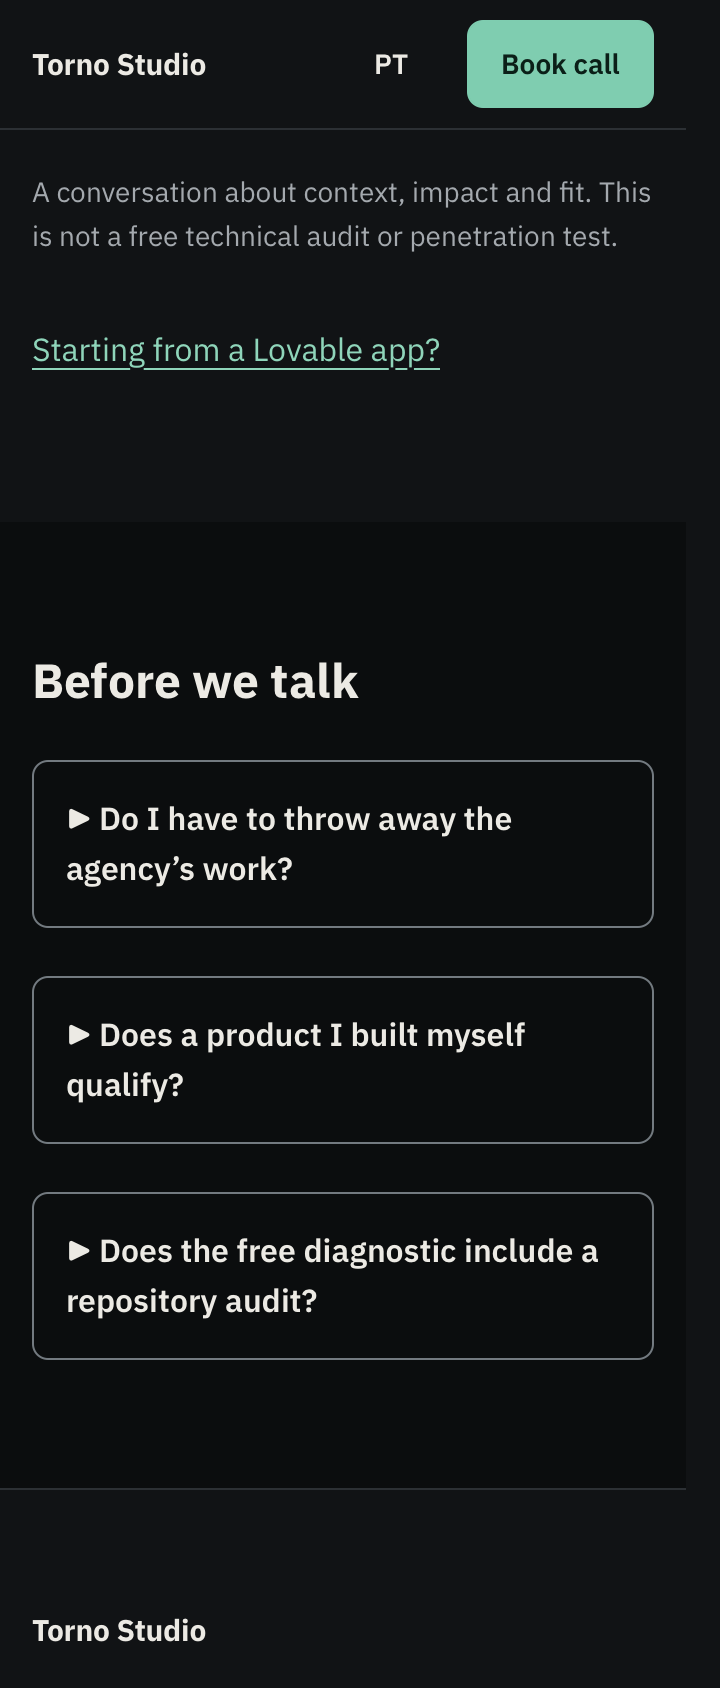 Torno Studio
PT
Book call
A conversation about context, impact and fit. This
is not a free technical audit or penetration test.
Starting from a Lovable app?
Before we talk
▶ Do I have to throw away the
agency’s work?
▶ Does a product I built myself
qualify?
▶ Does the free diagnostic include a
repository audit?
Torno Studio